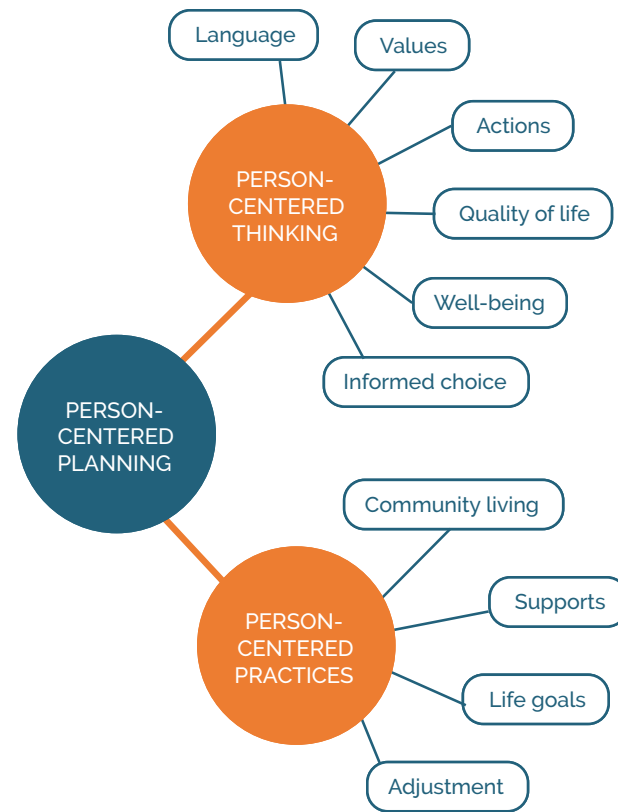 Language
Values
Actions
PERSON-
CENTERED
THINKING
Quality of life
Well-being
Informed choice
PERSON-
CENTERED
PLANNING
Community living
Supports
PERSON-
CENTERED
PRACTICES
Life goals
Adjustment